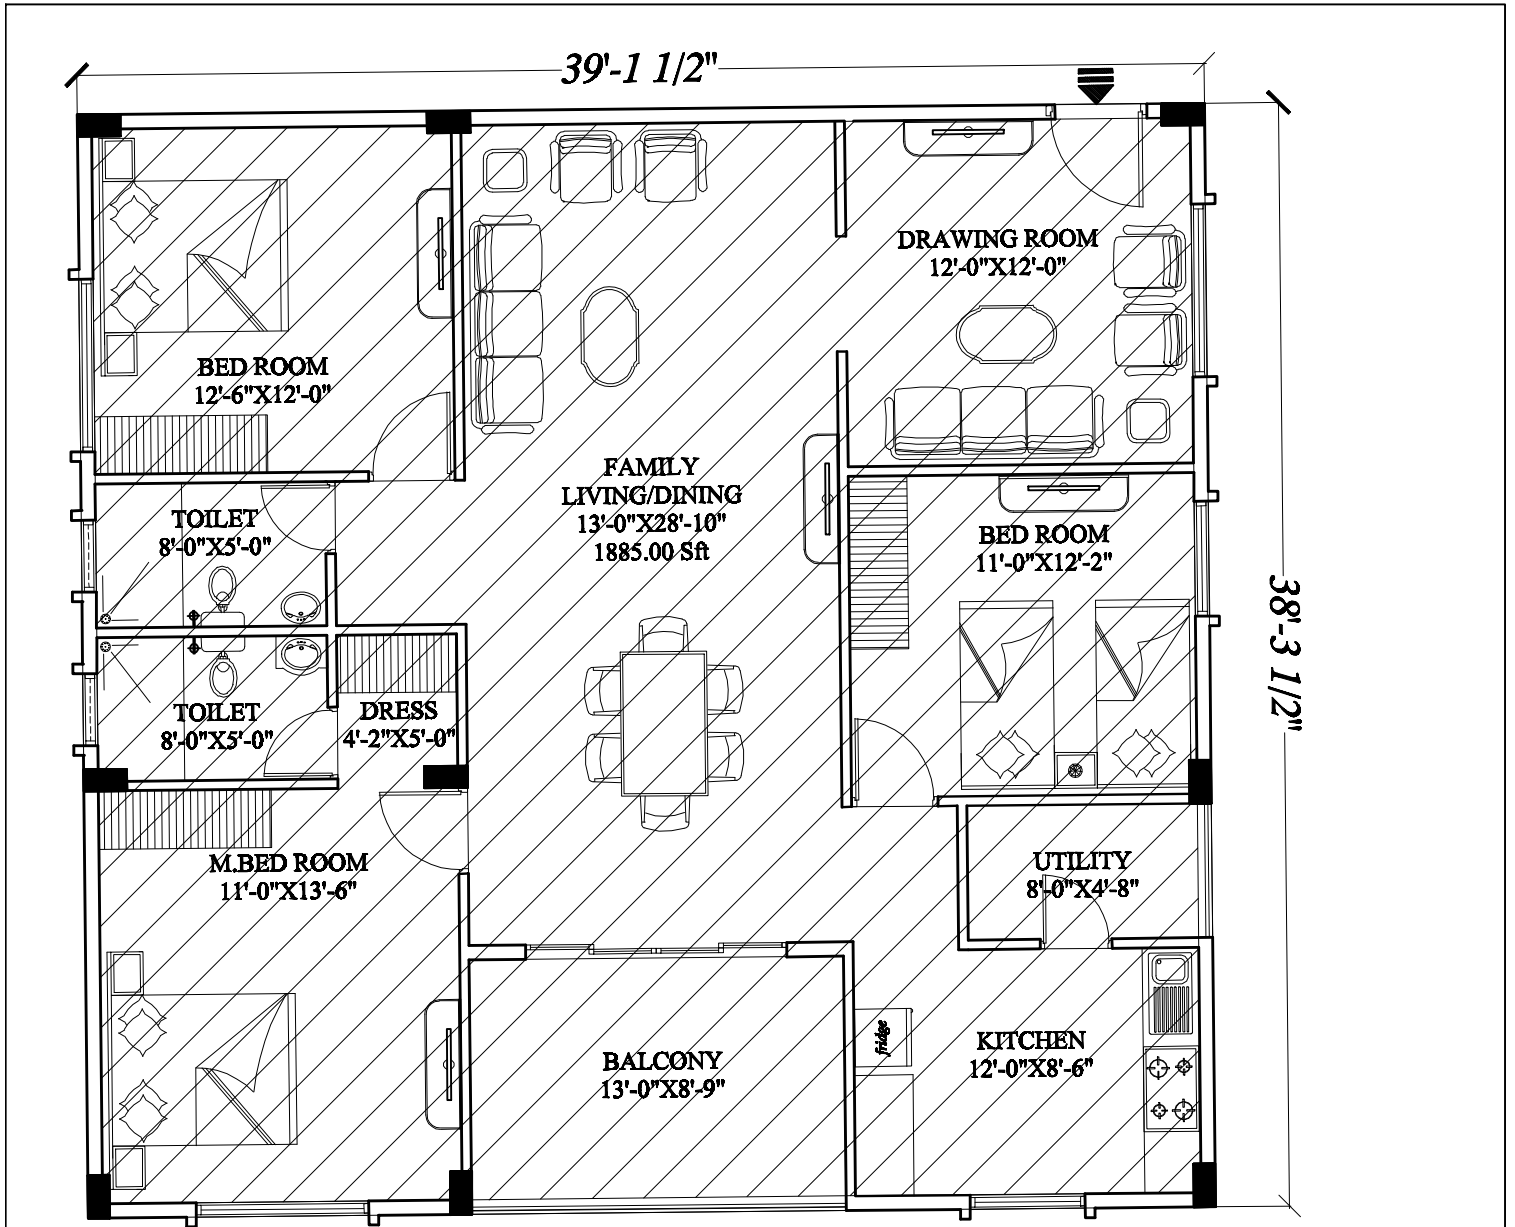 39'-1 1/2"
DRAWING ROOM
12'-0"X12'-0"
BED ROOM
12'-6"X12'-0"
FAMILY
LIVING/DINING
13'-0"X28'-10"
1885.00 Sft
TOILET
8'-0"X5'-0"
BED ROOM
11'-0"X12'-2"
38'-3 1/2"
TOILET
8'-0"X5'-0"
DRESS
4'-2"X5'-0"
M.BED ROOM
11'-0"X13'-6"
UTILITY
8'-0"X4'-8"
fridge
KITCHEN
12'-0"X8'-6"
BALCONY
13'-0"X8'-9"